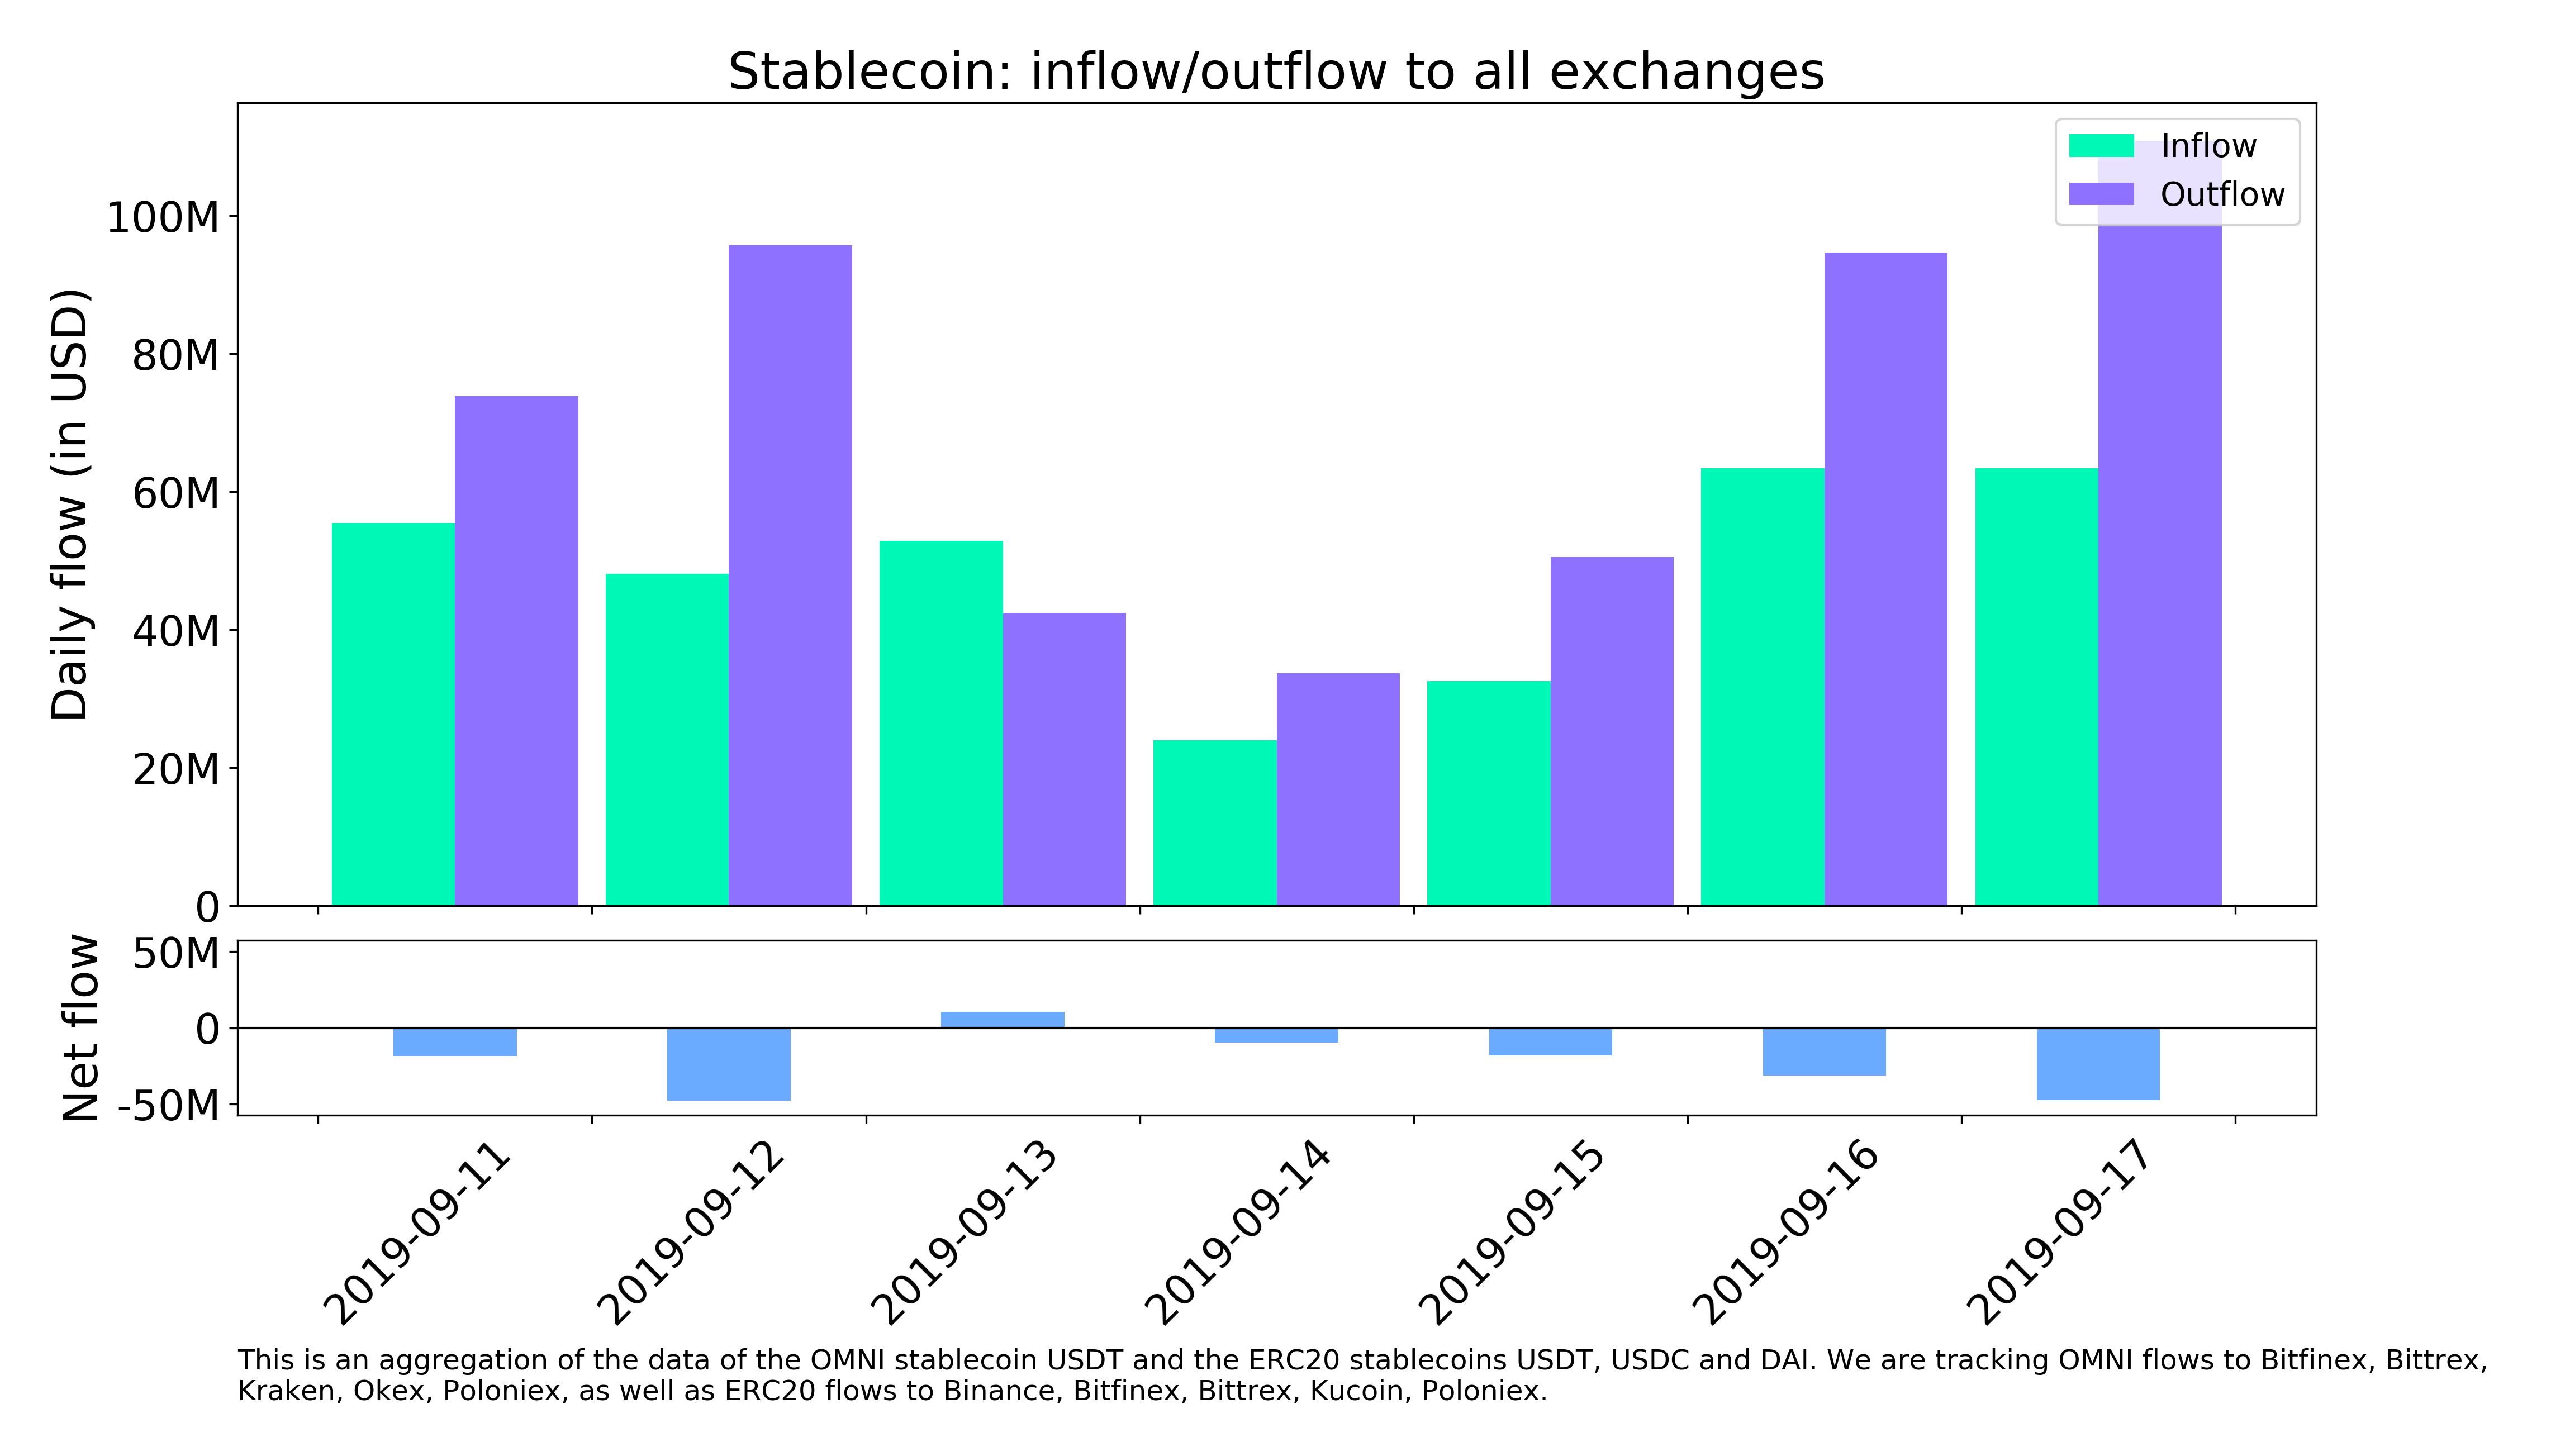 Stablecoin: inflow/outflow to all exchanges
Inflow
Outflow
Daily flow (in USD)
100M
80M
60M
40M
20M
0
Net flow
50M
0
-50M
2019-09-11
2019-09-12
2019-09-13
2019-09-14
2019-09-15
2019-09-16
2019-09-17
This is an aggregation of the data of the OMNI stablecoin USDT and the ERC20 stablecoins USDT, USDC and DAI. We are tracking OMNI flows to Bitfinex, Bittrex,
Kraken, Okex, Poloniex, as well as ERC20 flows to Binance, Bitfinex, Bittrex, Kucoin, Poloniex.